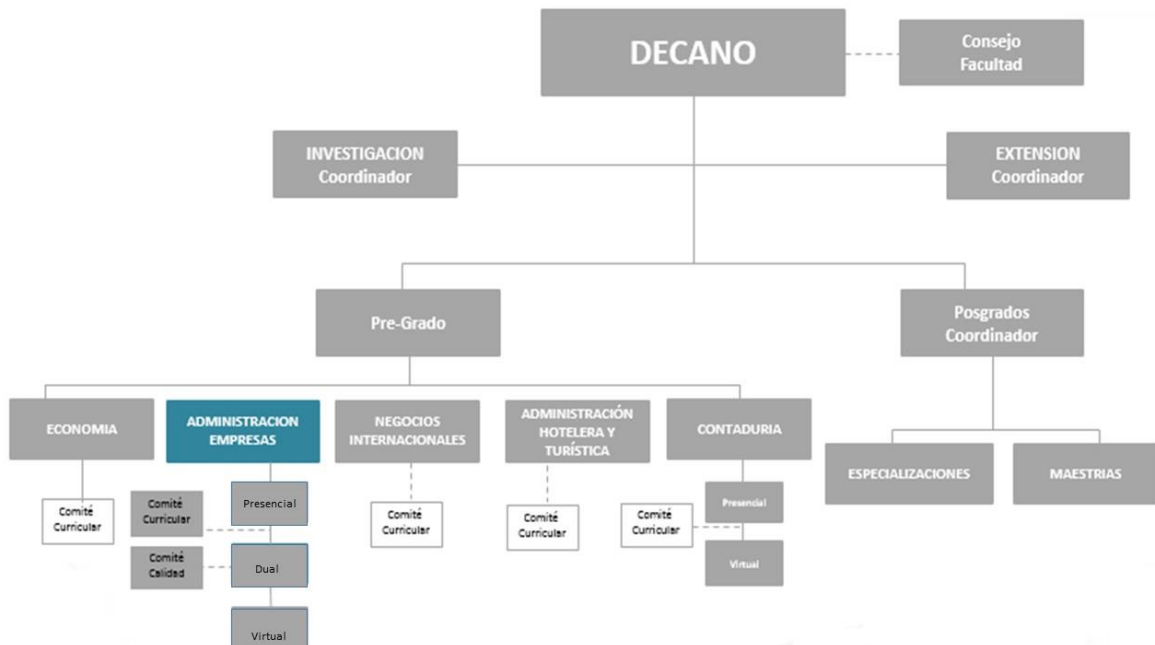 DECANO
Consejo
Facultad
INVESTIGACION
Coordinador
EXTENSION
Coordinador
Pre-Grado
Posgrados
Coordinador
ECONOMIA
ADMINISTRACION
EMPRESAS
NEGOCIOS
INTERNACIONALES
ADMINISTRACIÓN
HOTELERA Y
TURÍSTICA
CONTADURIA
ESPECIALIZACIONES
MAESTRIAS
Comité
Curricular
Comité
Curricular
Presencial
Comité
Calidad
Dual
Virtual
Comité
Curricular
Comité
Curricular
Comité
Curricular
Presencial
Virtual